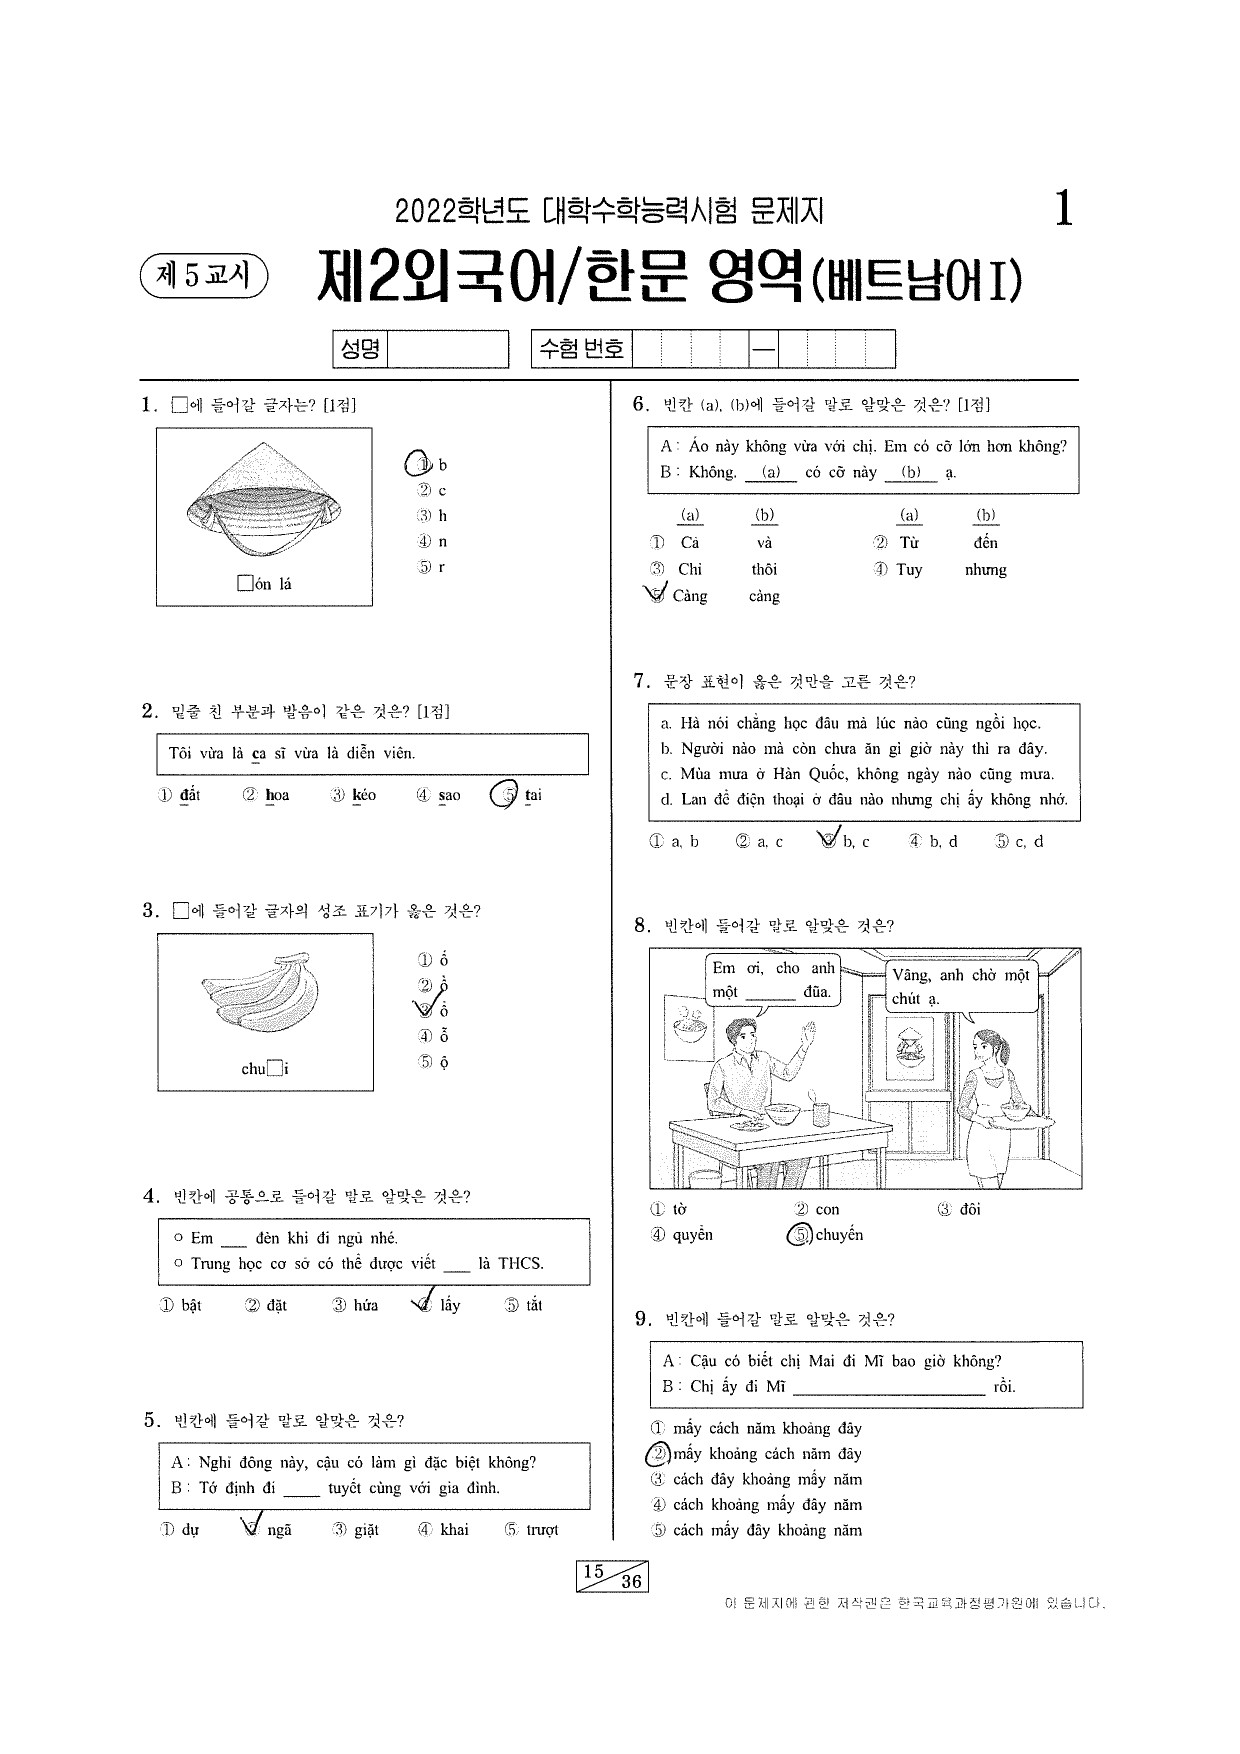 2022학년도 대학수학능력시험 문제지
1
제 5 교시
제2외국어/한문 영역(베트남어Ⅰ)
성명
수험 번호
—
1. □에 들어갈 글자는? [1점]
□ón lá
① b
② c
③ h
④ n
⑤ r
2. 밑줄 친 부분과 발음이 같은 것은? [1점]
Tôi vừa là ca sĩ vừa là diễn viên.
① đất ② hoa ③ kéo ④ sao ⑤ tai
3. □에 들어갈 글자의 성조 표기가 옳은 것은?
chu□i
① ố
② ồ
③ ổ
④ ỗ
⑤ ộ
4. 빈칸에 공통으로 들어갈 말로 알맞은 것은?
○ Em ___ đèn khi đi ngủ nhé.
○ Trung học cơ sở có thể được viết ___ là THCS.
① bật ② đặt ③ hứa ④ lấy ⑤ tắt
5. 빈칸에 들어갈 말로 알맞은 것은?
A : Nghỉ đông này, cậu có làm gì đặc biệt không?
B : Tớ định đi ____ tuyết cùng với gia đình.
① dự ② ngã ③ giặt ④ khai ⑤ trượt
6. 빈칸 (a), (b)에 들어갈 말로 알맞은 것은? [1점]
A : Áo này không vừa với chị. Em có cỡ lớn hơn không?
B : Không. (a) có cỡ này (b) ạ.
(a) (b) (a) (b)
① Cả và ② Từ đến
③ Chỉ thôi ④ Tuy nhưng
⑤ Càng càng
7. 문장 표현이 옳은 것만을 고른 것은?
a. Hà nói chẳng học đâu mà lúc nào cũng ngồi học.
b. Người nào mà còn chưa ăn gì giờ này thì ra đây.
c. Mùa mưa ở Hàn Quốc, không ngày nào cũng mưa.
d. Lan để điện thoại ở đâu nào nhưng chị ấy không nhớ.
① a, b ② a, c ③ b, c ④ b, d ⑤ c, d
8. 빈칸에 들어갈 말로 알맞은 것은?
Em ơi, cho anh
một ______ đũa.
Vâng, anh chờ một
chút ạ.
① tờ ② con ③ đôi
④ quyển ⑤ chuyến
9. 빈칸에 들어갈 말로 알맞은 것은?
A : Cậu có biết chị Mai đi Mĩ bao giờ không?
B : Chị ấy đi Mĩ ____________________ rồi.
① mấy cách năm khoảng đây
② mấy khoảng cách năm đây
③ cách đây khoảng mấy năm
④ cách khoảng mấy đây năm
⑤ cách mấy đây khoảng năm
15
36
이 문제지에 관한 저작권은 한국교육과정평가원에 있습니다.